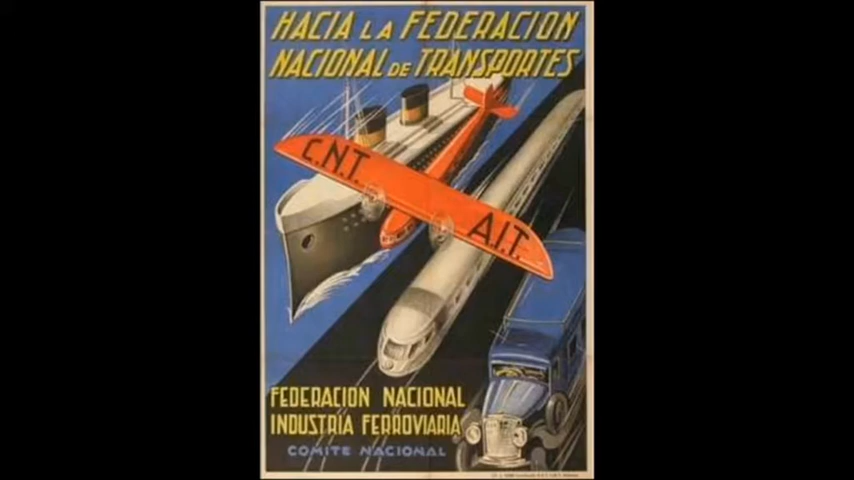 HACIA LA FEDERACION
NACIONAL DE TRANSPORTES
C.N.T.
A.I.T.
FEDERACION NACIONAL
INDUSTRIA FERROVIARIA
COMITE NACIONAL